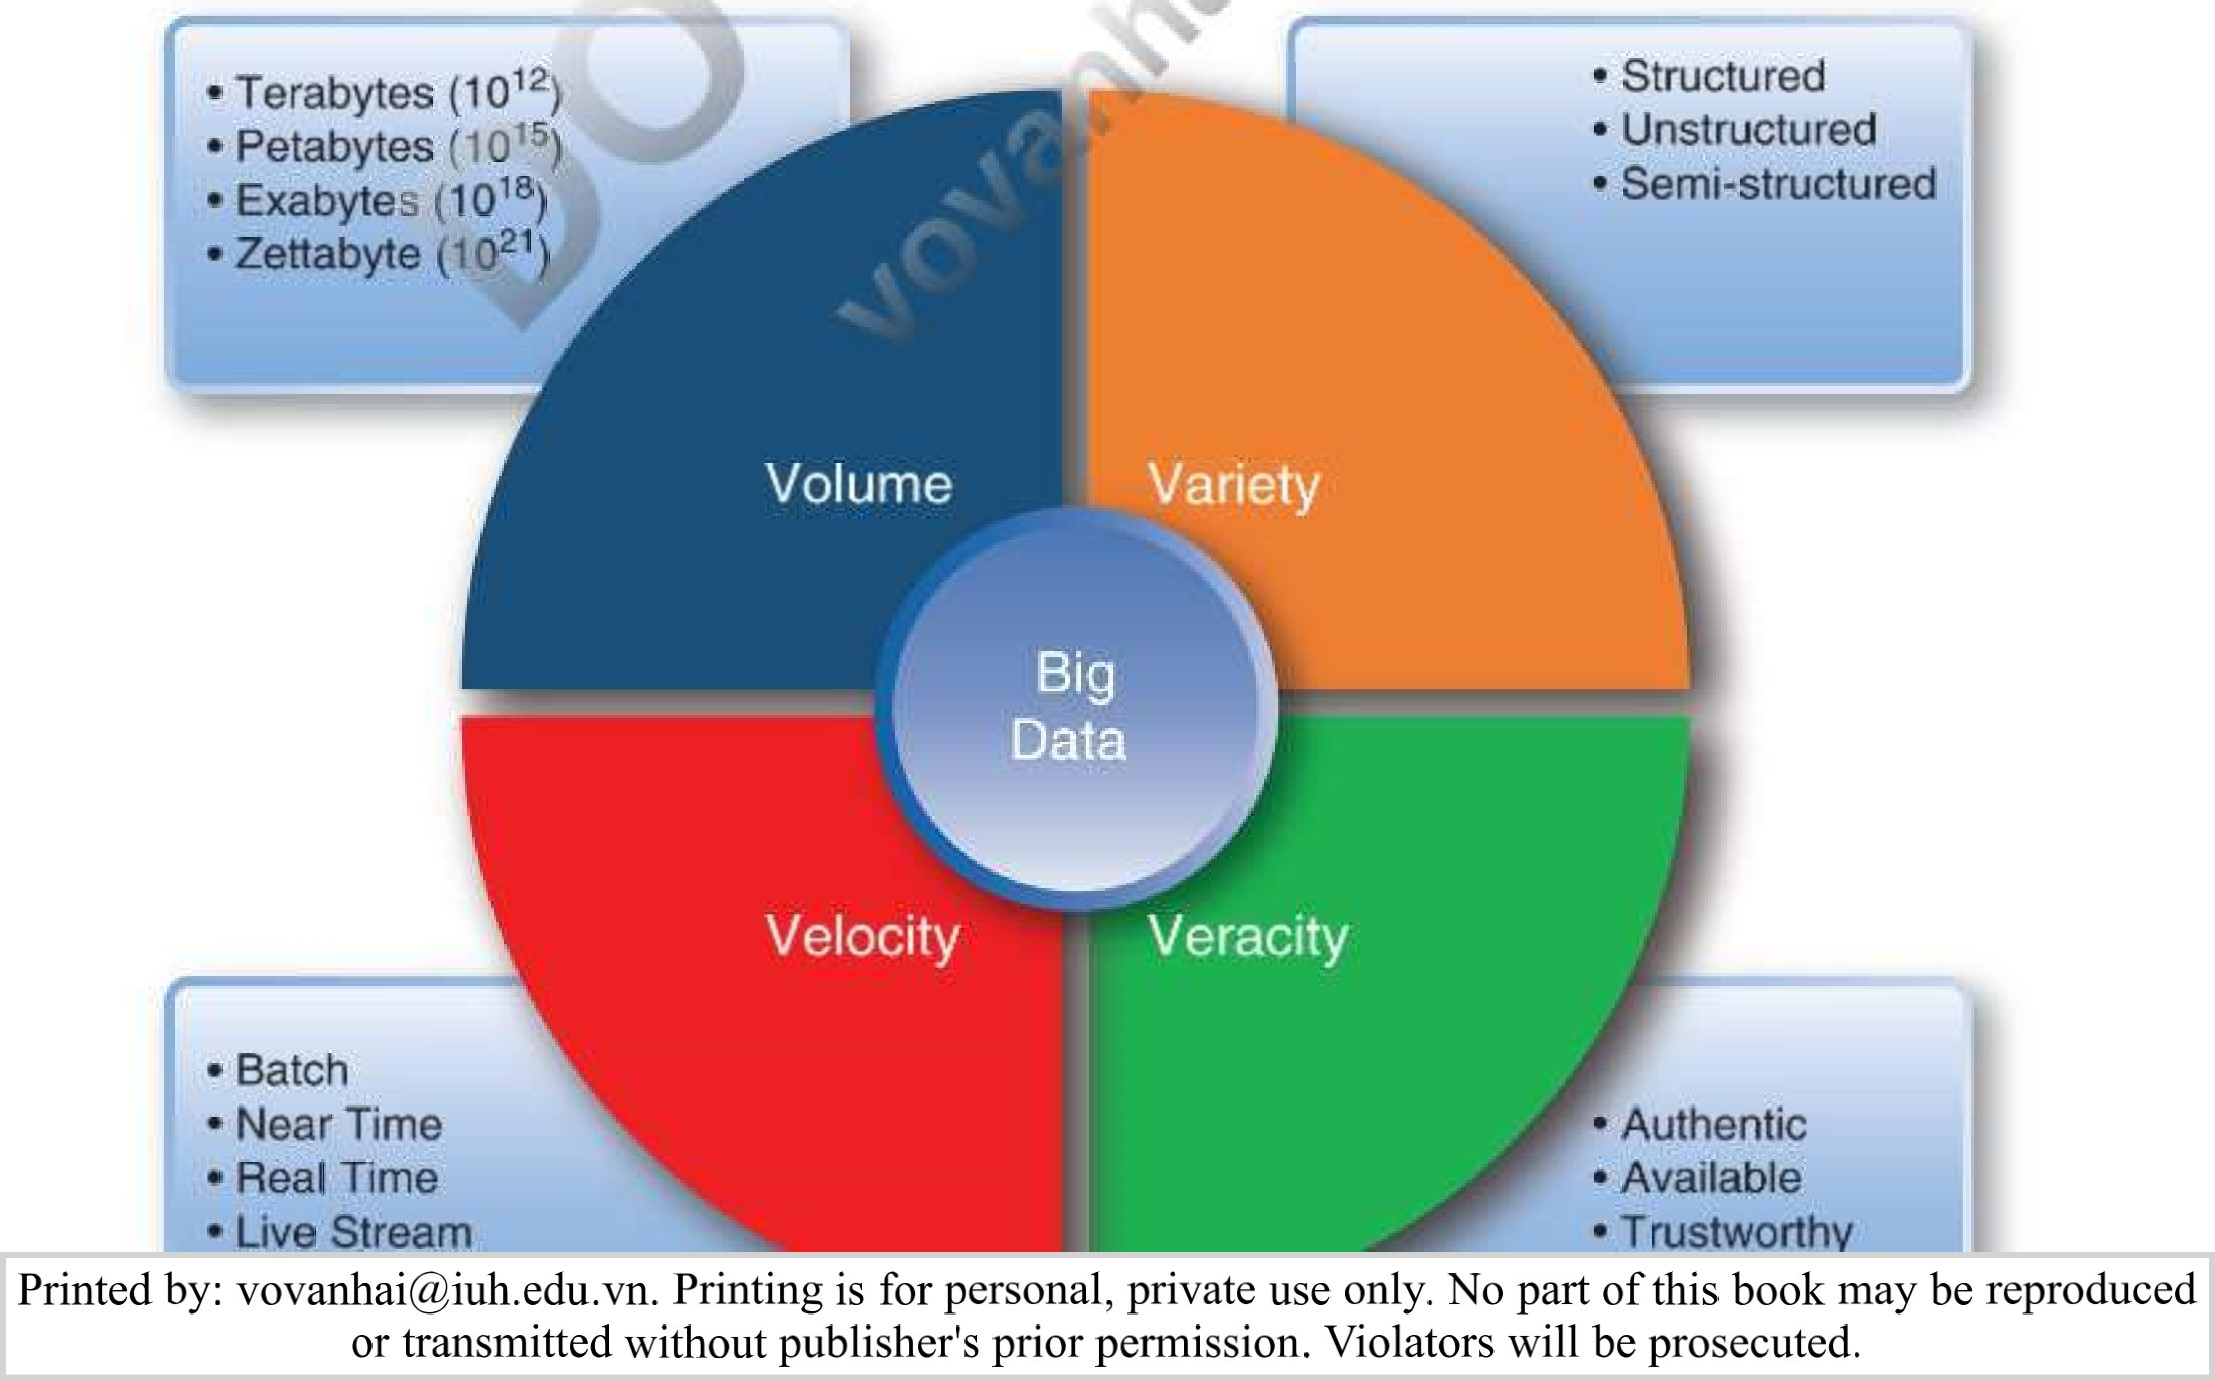 • Terabytes (10¹²)
• Petabytes (10¹⁵)
• Exabytes (10¹⁸)
• Zettabyte (10²¹)
• Structured
• Unstructured
• Semi-structured
Volume
Variety
Big
Data
Velocity
Veracity
• Batch
• Near Time
• Real Time
• Live Stream
• Authentic
• Available
• Trustworthy
Printed by: vovanhai@iuh.edu.vn. Printing is for personal, private use only. No part of this book may be reproduced
or transmitted without publisher's prior permission. Violators will be prosecuted.